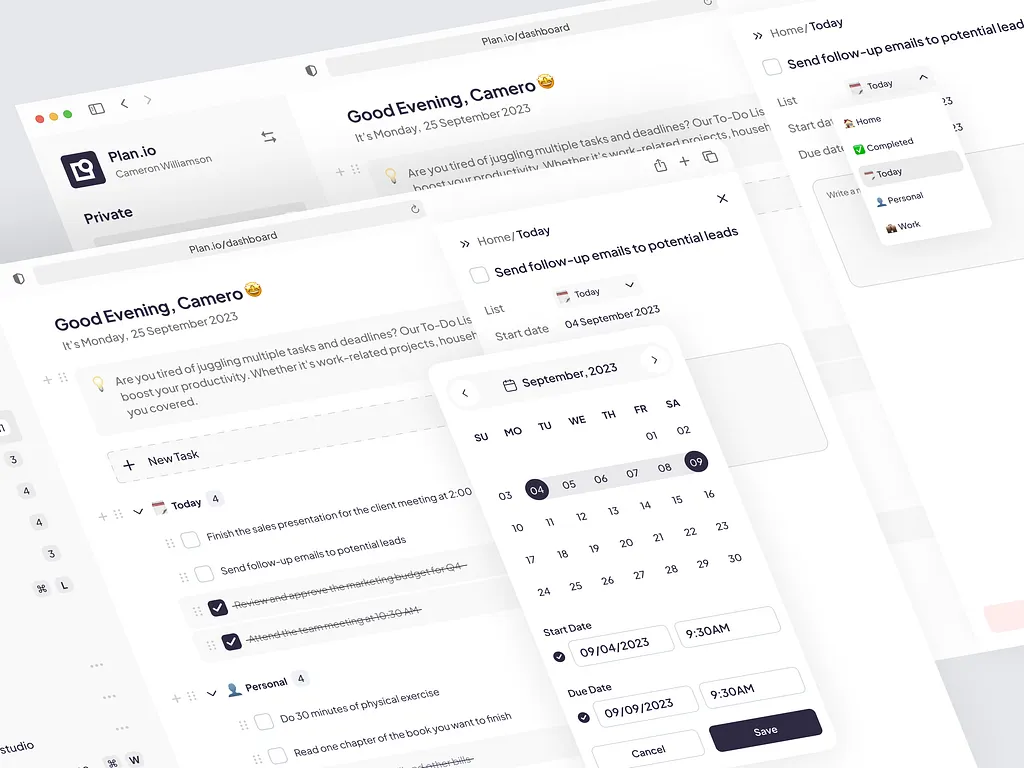 Plan.io/dashboard
Plan.io
Cameron Williamson
Private
Good Evening, Camero🤩
It's Monday, 25 September 2023
💡 Are you tired of juggling multiple tasks and deadlines? Our To-Do Lis
boost your productivity. Whether it's work-related projects, househ
Home/Today
Send follow-up emails to potential lead
List
Today
Start da
Due date
Write a
Home
Completed
Today
Personal
Work
23
23
Plan.io/dashboard
Good Evening, Camero🤩
It's Monday, 25 September 2023
💡 Are you tired of juggling multiple tasks and deadlines? Our To-Do Lis
boost your productivity. Whether it's work-related projects, househ
you covered.
+ New Task
Today 4
Finish the sales presentation for the client meeting at 2:00
Send follow-up emails to potential leads
Review and approve the marketing budget for Q4
Attend the team meeting at 10:30 AM
Personal 4
Do 30 minutes of physical exercise
Read one chapter of the book you want to finish
and other bills
3
4
4
3
⌘ L
studio
⌘ W
Home/Today
Send follow-up emails to potential leads
List
Today
Start date
04 September 2023
September, 2023
SU MO TU WE TH FR SA
01 02
03 04 05 06 07 08 09
10 11 12 13 14 15 16
17 18 19 20 21 22 23
24 25 26 27 28 29 30
Start Date
09/04/2023 9:30AM
Due Date
09/09/2023 9:30AM
Cancel Save